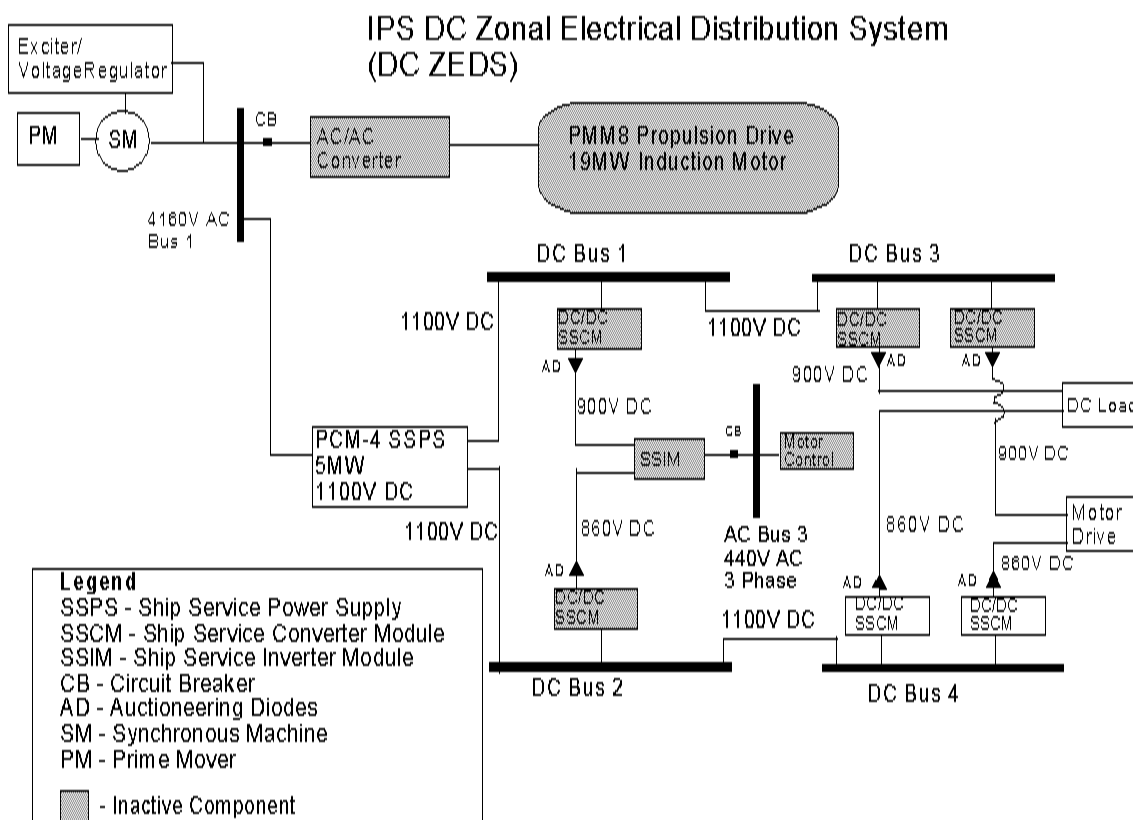 IPS DC Zonal Electrical Distribution System
(DC ZEDS)
Exciter/
VoltageRegulator
PM
SM
CB
AC/AC
Converter
PMM8 Propulsion Drive
19MW Induction Motor
4160V AC
Bus 1
DC Bus 1
DC Bus 3
1100V DC
1100V DC
DC/DC
SSCM
DC/DC
SSCM
DC/DC
SSCM
AD
AD
AD
900V DC
900V DC
DC Load
900V DC
PCM-4 SSPS
5MW
1100V DC
SSIM
CB
Motor
Control
1100V DC
860V DC
AC Bus 3
440V AC
3 Phase
860V DC
Motor
Drive
860V DC
AD
AD
AD
DC/DC
SSCM
DC/DC
SSCM
DC/DC
SSCM
1100V DC
DC Bus 2
DC Bus 4
Legend
SSPS - Ship Service Power Supply
SSCM - Ship Service Converter Module
SSIM - Ship Service Inverter Module
CB - Circuit Breaker
AD - Auctioneering Diodes
SM - Synchronous Machine
PM - Prime Mover
- Inactive Component